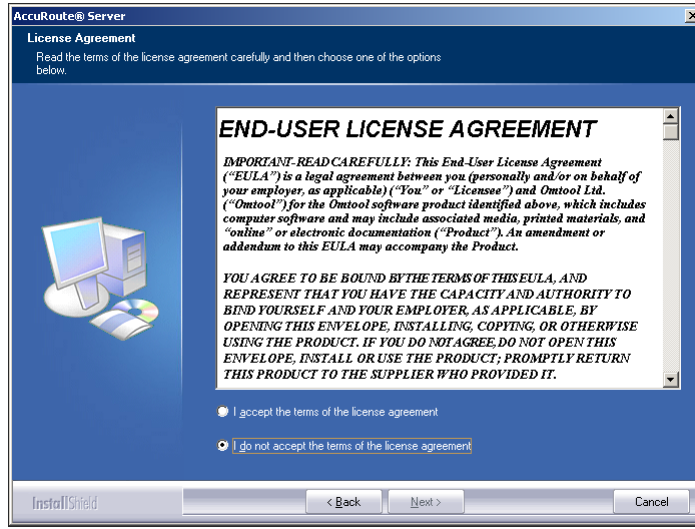 AccuRoute® Server
License Agreement
Read the terms of the license agreement carefully and then choose one of the options
below.
END-USER LICENSE AGREEMENT
IMPORTANT-READ CAREFULLY: This End-User License Agreement
(“EULA”) is a legal agreement between you (personally and/or on behalf of
your employer, as applicable) (“You” or “Licensee”) and Omtool Ltd.
(“Omtool”) for the Omtool software product identified above, which includes
computer software and may include associated media, printed materials, and
“online” or electronic documentation (“Product”). An amendment or
addendum to this EULA may accompany the Product.
YOU AGREE TO BE BOUND BY THE TERMS OF THIS EULA, AND
REPRESENT THAT YOU HAVE THE CAPACITY AND AUTHORITY TO
BIND YOURSELF AND YOUR EMPLOYER, AS APPLICABLE, BY
OPENING THIS ENVELOPE, INSTALLING, COPYING, OR OTHERWISE
USING THE PRODUCT. IF YOU DO NOT AGREE, DO NOT OPEN THIS
ENVELOPE, INSTALL OR USE THE PRODUCT; PROMPTLY RETURN
THIS PRODUCT TO THE SUPPLIER WHO PROVIDED IT.
I accept the terms of the license agreement
I do not accept the terms of the license agreement
InstallShield
< Back
Next >
Cancel